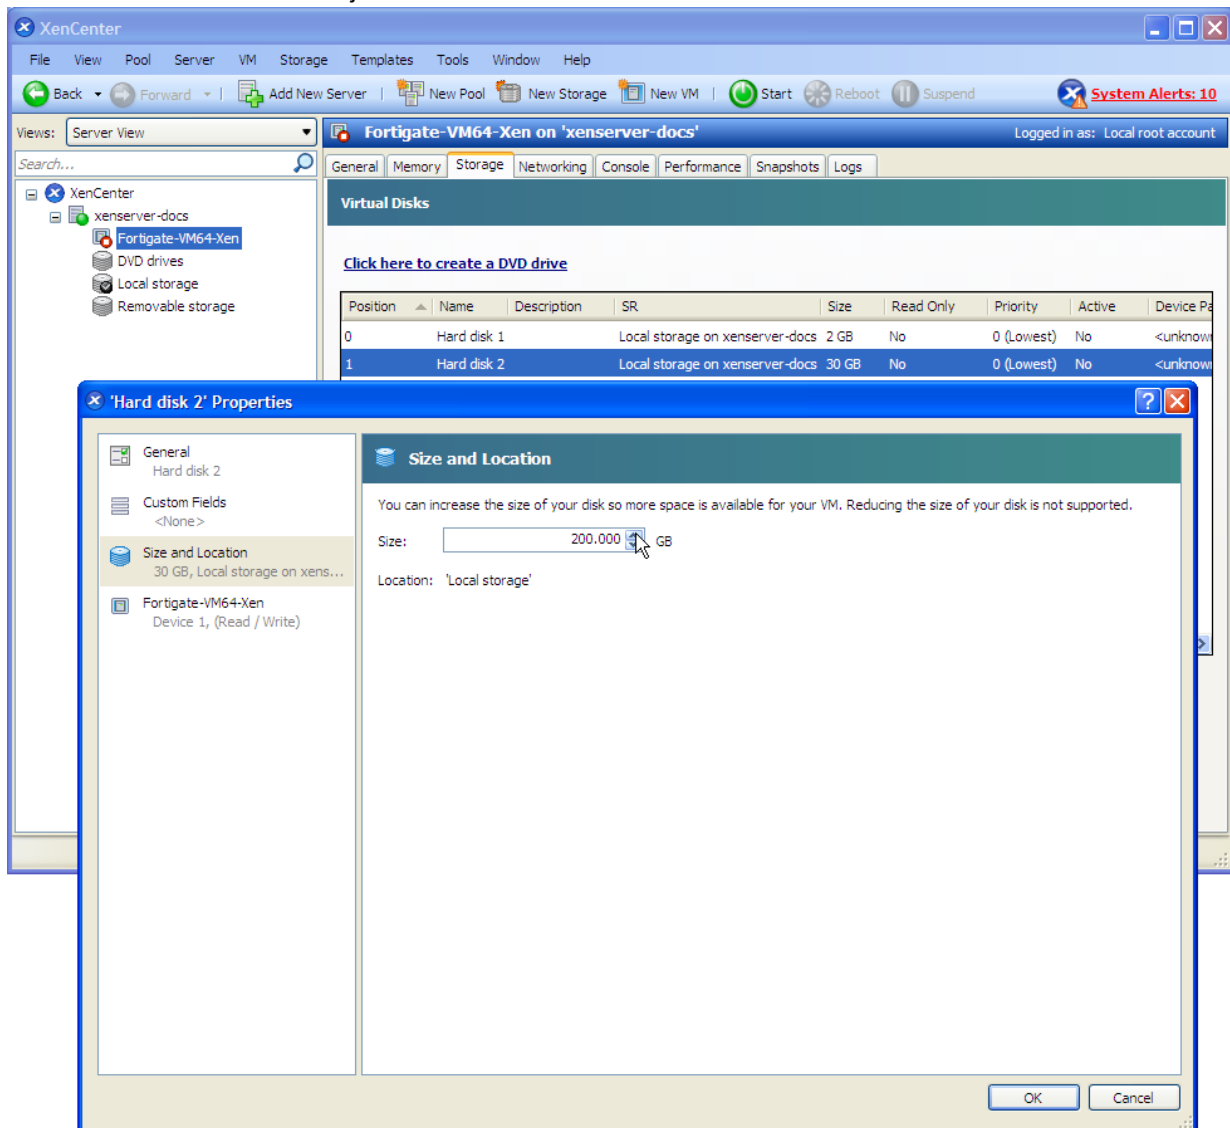 XenCenter
File View Pool Server VM Storage Templates Tools Window Help
Back Forward Add New Server New Pool New Storage New VM Start Reboot Suspend System Alerts: 10
Views: Server View
Fortigate-VM64-Xen on 'xenserver-docs' Logged in as: Local root account
Search...
General Memory Storage Networking Console Performance Snapshots Logs
XenCenter
xenserver-docs
Fortigate-VM64-Xen
DVD drives
Local storage
Removable storage
Virtual Disks
Click here to create a DVD drive
Position Name Description SR Size Read Only Priority Active Device Pa
0 Hard disk 1 Local storage on xenserver-docs 2 GB No 0 (Lowest) No <unknown
1 Hard disk 2 Local storage on xenserver-docs 30 GB No 0 (Lowest) No <unknown
'Hard disk 2' Properties
General
Hard disk 2
Custom Fields
<None>
Size and Location
30 GB, Local storage on xens...
Fortigate-VM64-Xen
Device 1, (Read / Write)
Size and Location
You can increase the size of your disk so more space is available for your VM. Reducing the size of your disk is not supported.
Size: 200.000 GB
Location: 'Local storage'
OK Cancel